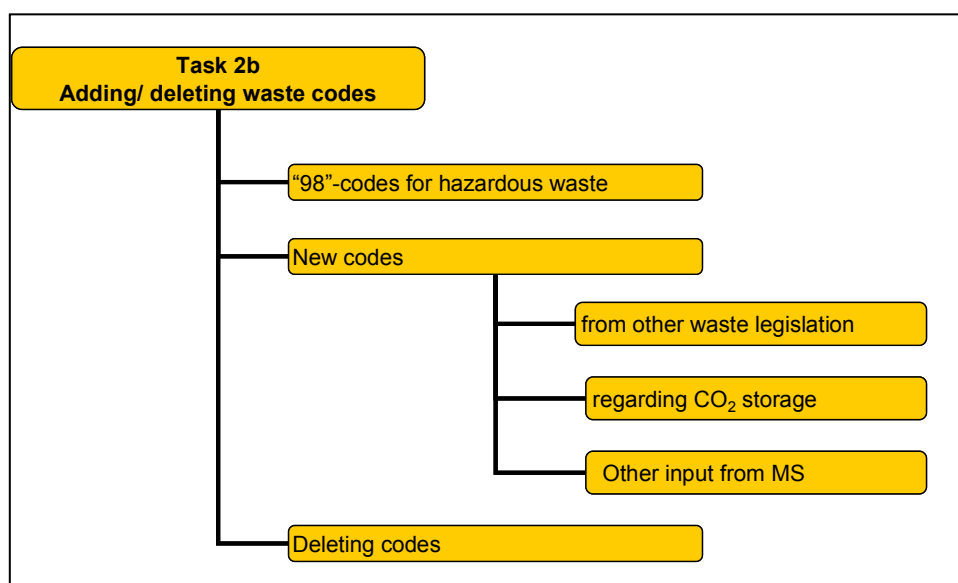 Task 2b
Adding/ deleting waste codes
“98”-codes for hazardous waste
New codes
from other waste legislation
regarding CO₂ storage
Other input from MS
Deleting codes